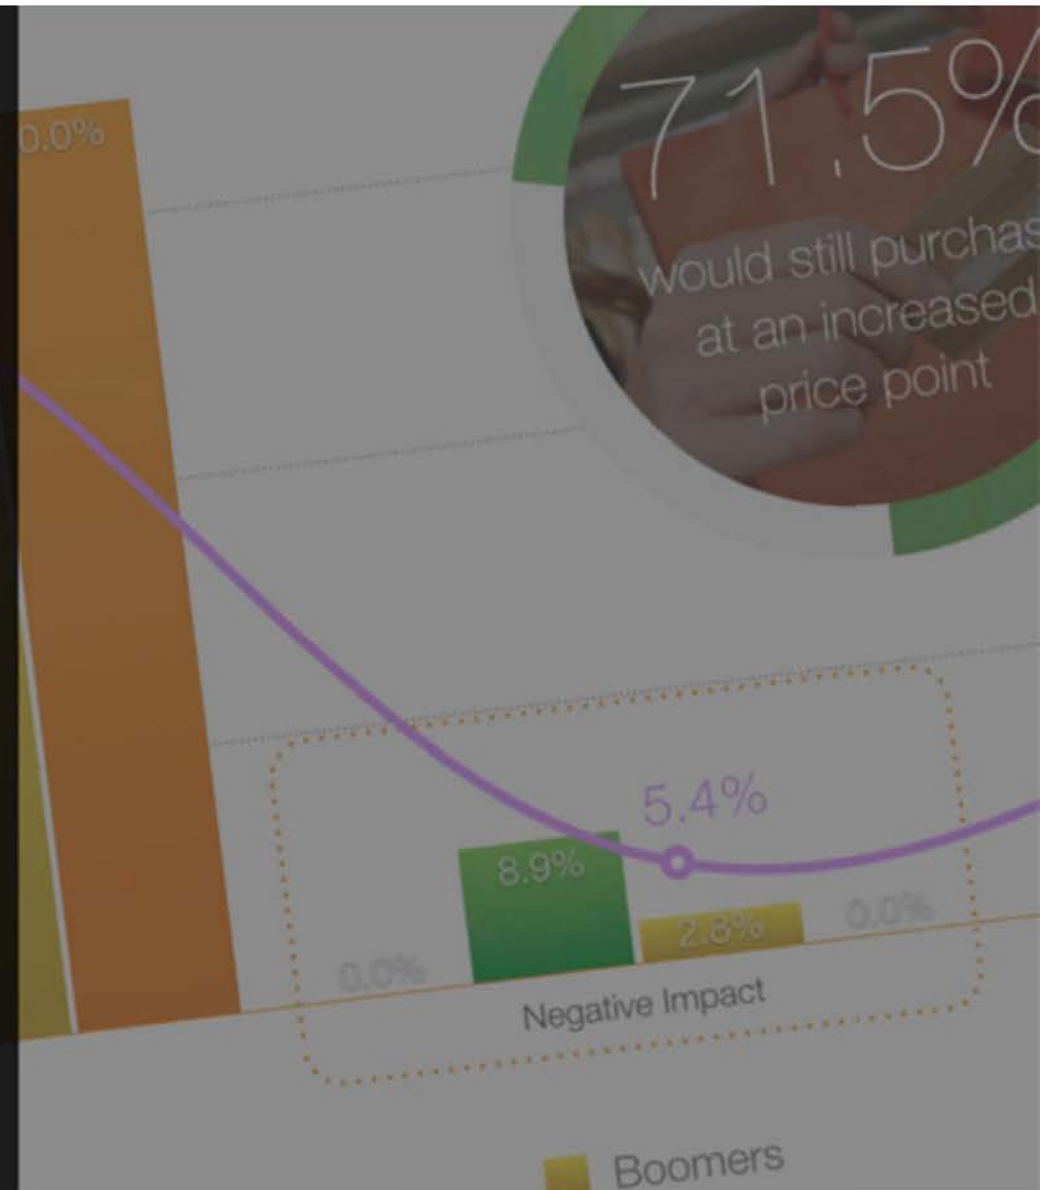 0.0%
71.5%
would still purchas
at an increased
price point
5.4%
8.9%
2.8%
0.0%
0.0%
Negative Impact
Boomers